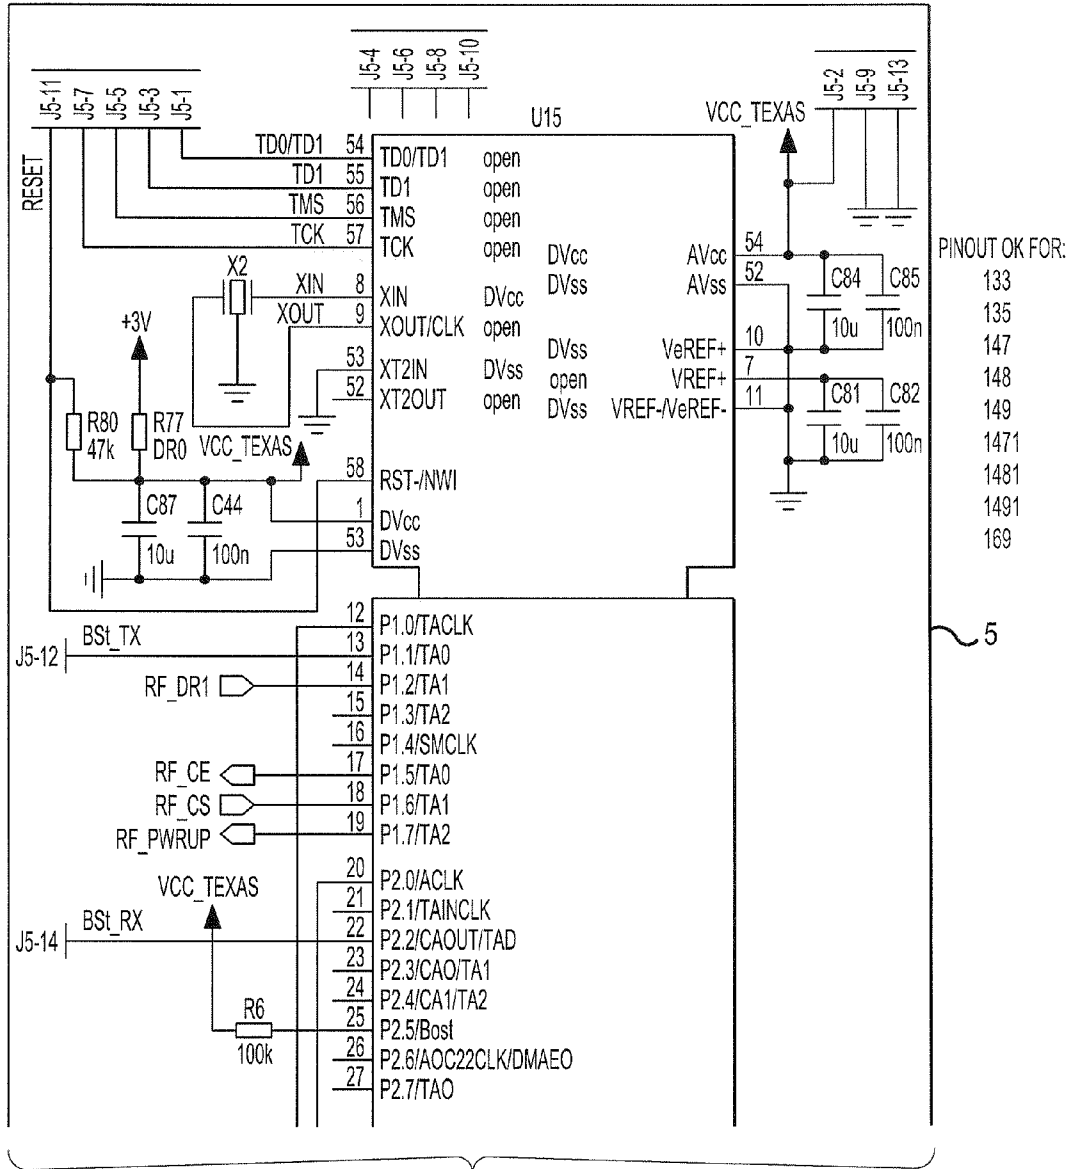 J5-11 J5-7 J5-5 J5-3 J5-1
J5-4 J5-6 J5-8 J5-10
J5-2 J5-9 J5-13
U15
VCC_TEXAS
RESET
TD0/TD1 54 TD0/TD1 open
TD1 55 TD1 open
TMS 56 TMS open
TCK 57 TCK open
DVcc AVcc 54
DVss AVss 52
X2
XIN 8 XIN DVcc
XOUT 9 XOUT/CLK open
C84 C85
10u 100n
PINOUT OK FOR:
133
135
147
148
149
1471
1481
1491
169
+3V
53 XT2IN DVss
52 XT2OUT open
DVss VeREF+ 10
open VREF+ 7
DVss VREF-/VeREF- 11
C81 C82
10u 100n
R80
47k
R77
DR0
VCC_TEXAS
58 RST-/NWI
1 DVcc
53 DVss
C87 C44
10u 100n
12 P1.0/TACLK
J5-12 BSt_TX 13 P1.1/TA0
RF_DR1 14 P1.2/TA1
15 P1.3/TA2
16 P1.4/SMCLK
RF_CE 17 P1.5/TA0
RF_CS 18 P1.6/TA1
RF_PWRUP 19 P1.7/TA2
5
20 P2.0/ACLK
VCC_TEXAS
21 P2.1/TAINCLK
J5-14 BSt_RX 22 P2.2/CAOUT/TAD
23 P2.3/CAO/TA1
24 P2.4/CA1/TA2
R6
100k
25 P2.5/Bost
26 P2.6/AOC22CLK/DMAEO
27 P2.7/TAO